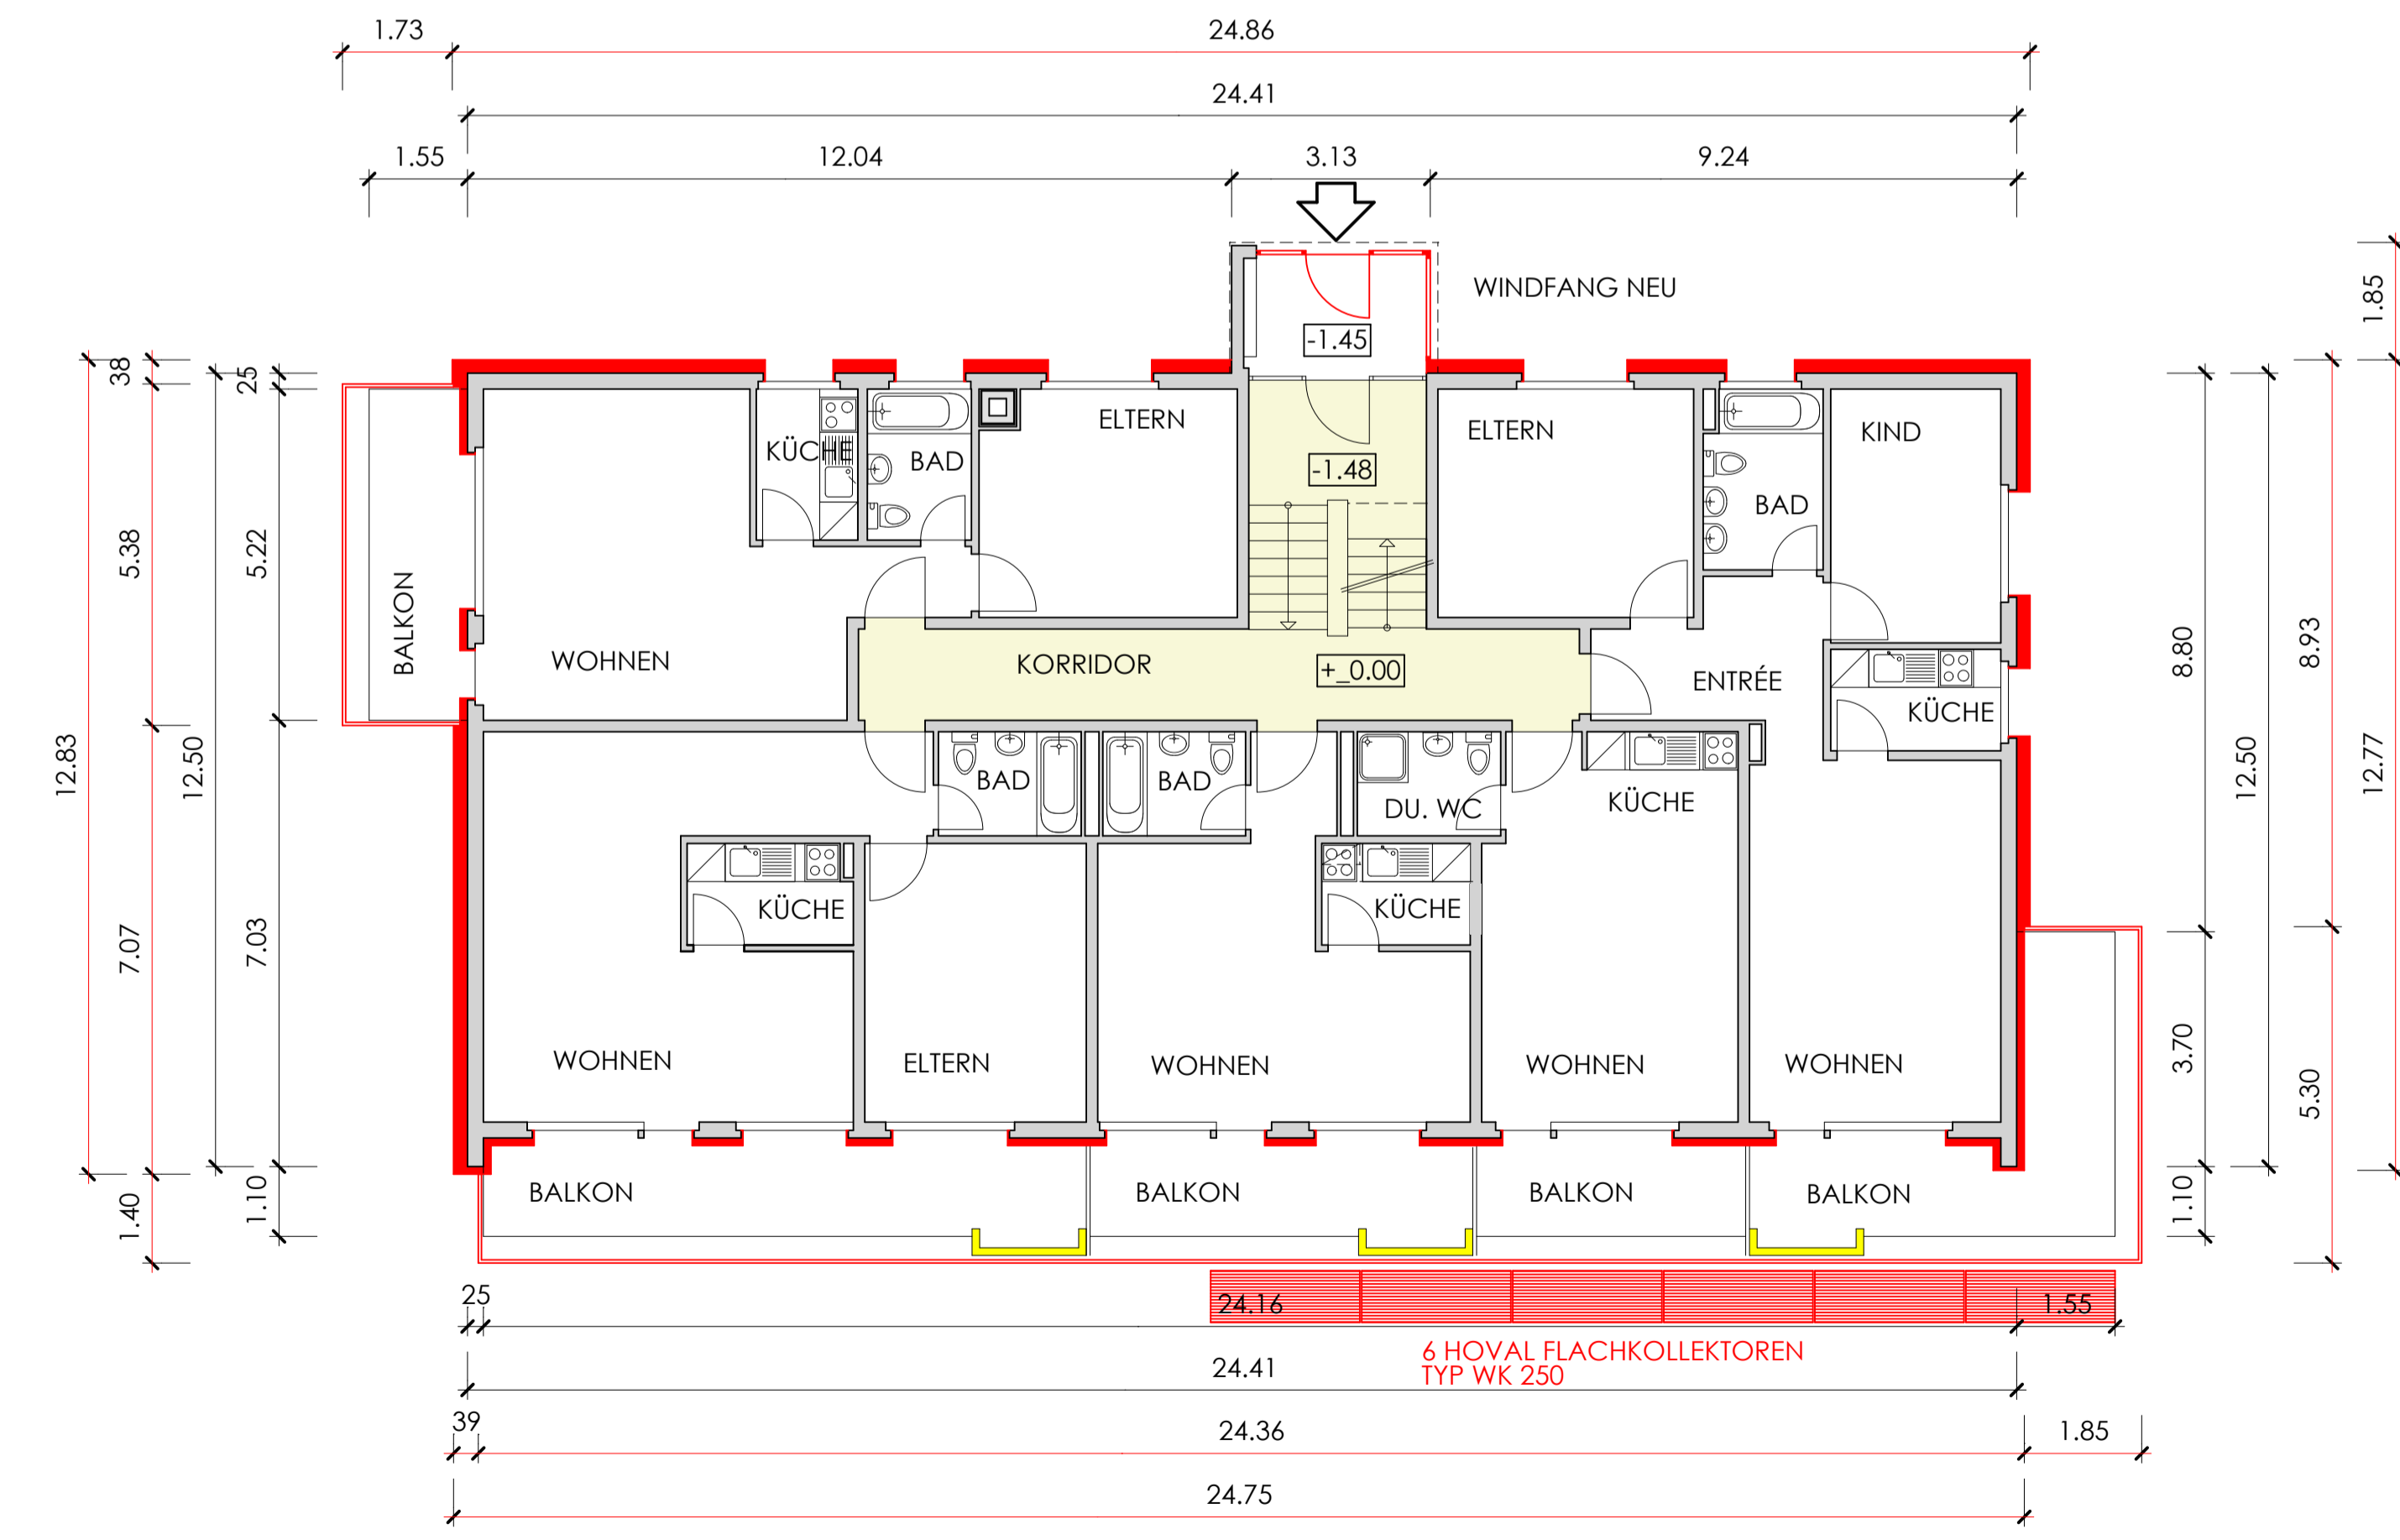 1.73 24.86
24.41
1.55 12.04 3.13 9.24
WINDFANG NEU
1.85
-1.45
38
25
ELTERN
ELTERN
KIND
KÜCHE
BAD
-1.48
BAD
5.38
5.22
BALKON
WOHNEN
KORRIDOR
+_0.00
ENTRÉE
8.80
8.93
KÜCHE
12.83
12.50
12.50
12.77
BAD
BAD
DU. WC
KÜCHE
KÜCHE
KÜCHE
7.07
7.03
WOHNEN
ELTERN
WOHNEN
WOHNEN
WOHNEN
3.70
5.30
BALKON
BALKON
BALKON
BALKON
1.40
1.10
1.10
25 24.16 1.55
6 HOVAL FLACHKOLLEKTOREN
TYP WK 250
24.41
39 24.36 1.85
24.75